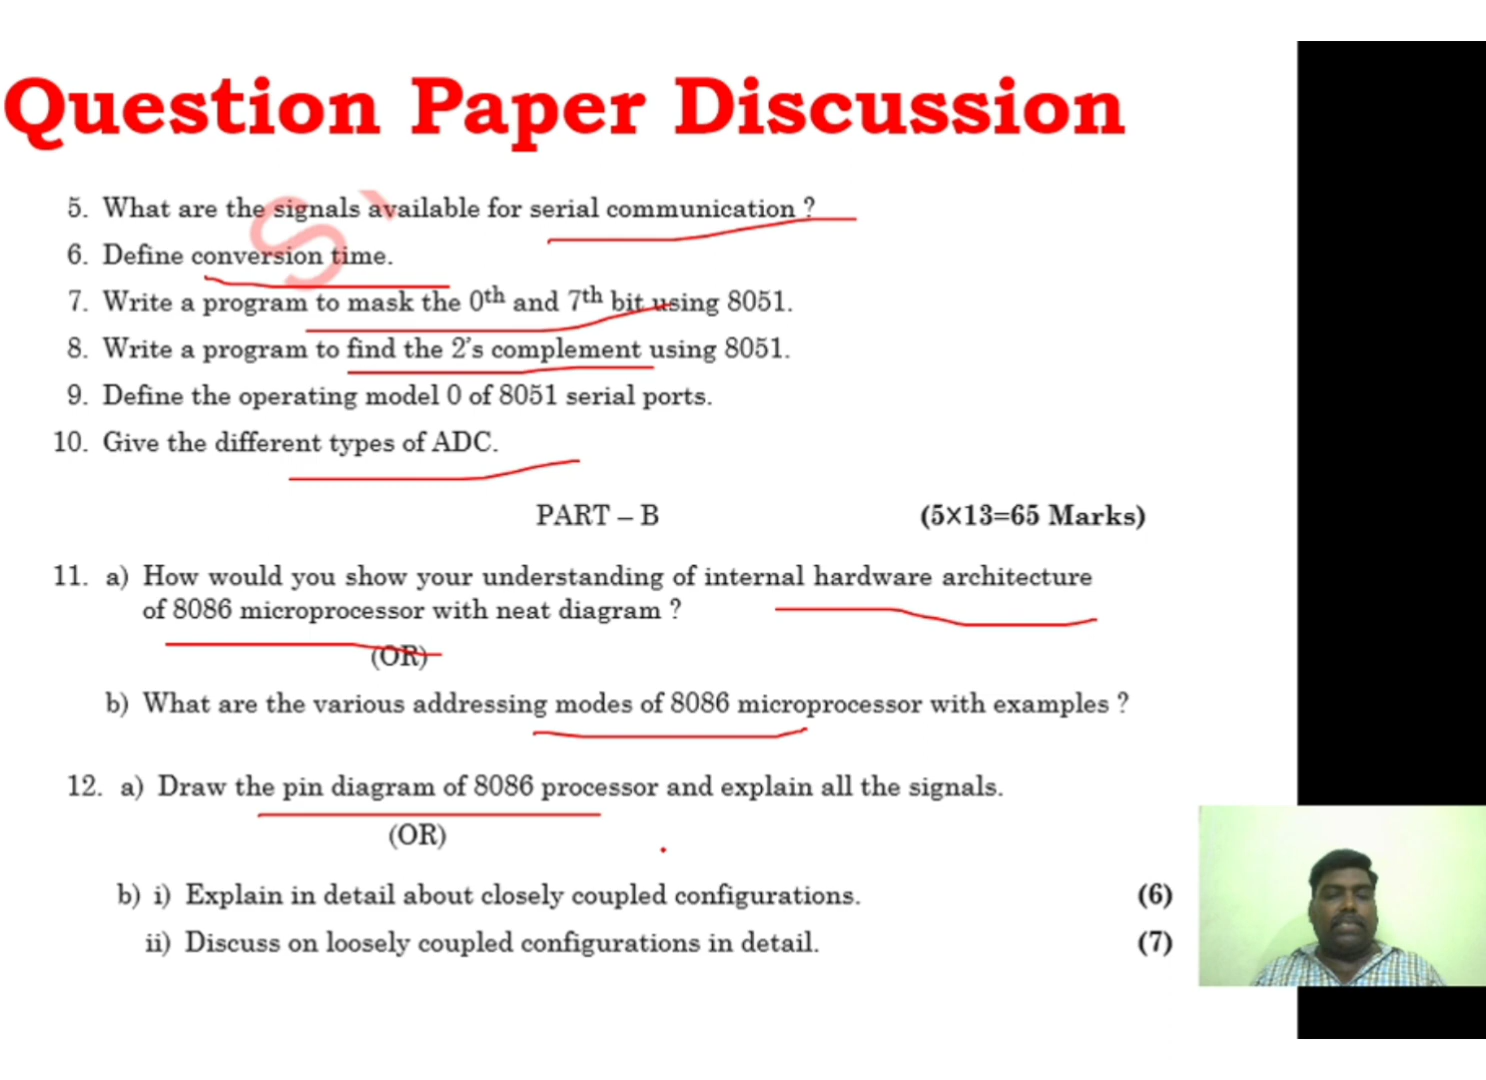 Question Paper Discussion
5. What are the signals available for serial communication ?
6. Define conversion time.
7. Write a program to mask the 0th and 7th bit using 8051.
8. Write a program to find the 2's complement using 8051.
9. Define the operating model 0 of 8051 serial ports.
10. Give the different types of ADC.
PART – B (5×13=65 Marks)
11. a) How would you show your understanding of internal hardware architecture
of 8086 microprocessor with neat diagram ?
(OR)
b) What are the various addressing modes of 8086 microprocessor with examples ?
12. a) Draw the pin diagram of 8086 processor and explain all the signals.
(OR)
b) i) Explain in detail about closely coupled configurations. (6)
ii) Discuss on loosely coupled configurations in detail. (7)